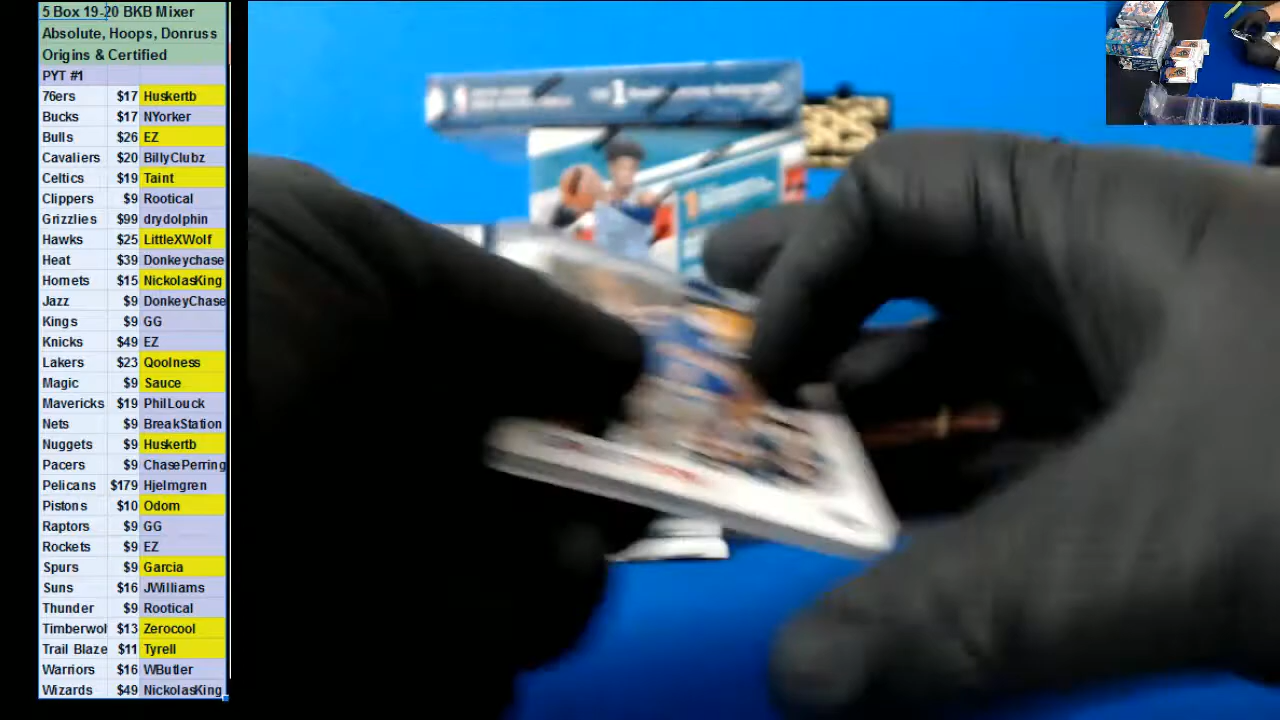 5 Box 19-20 BKB Mixer
Absolute, Hoops, Donruss
Origins & Certified
PYT #1
76ers $17 Huskertb
Bucks $17 NYorker
Bulls $26 EZ
Cavaliers $20 BillyClubz
Celtics $19 Taint
Clippers $9 Rootical
Grizzlies $99 drydolphin
Hawks $25 LittleXWolf
Heat $39 Donkeychase
Hornets $15 NickolasKing
Jazz $9 DonkeyChase
Kings $9 GG
Knicks $49 EZ
Lakers $23 Qoolness
Magic $9 Sauce
Mavericks $19 PhilLouck
Nets $9 BreakStation
Nuggets $9 Huskertb
Pacers $9 ChasePerring
Pelicans $179 Hjelmgren
Pistons $10 Odom
Raptors $9 GG
Rockets $9 EZ
Spurs $9 Garcia
Suns $16 JWilliams
Thunder $9 Rootical
Timberwol $13 Zerocool
Trail Blaze $11 Tyrell
Warriors $16 WButler
Wizards $49 NickolasKing
1